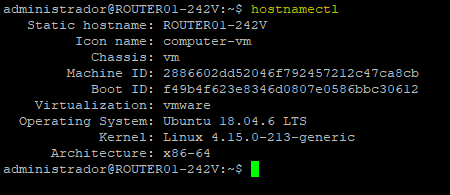 administrador@ROUTER01-242V:~$ hostnamectl
Static hostname: ROUTER01-242V
Icon name: computer-vm
Chassis: vm
Machine ID: 2886602dd52046f792457212c47ca8cb
Boot ID: f49b4f623e8346d0807e0586bbc30612
Virtualization: vmware
Operating System: Ubuntu 18.04.6 LTS
Kernel: Linux 4.15.0-213-generic
Architecture: x86-64
administrador@ROUTER01-242V:~$